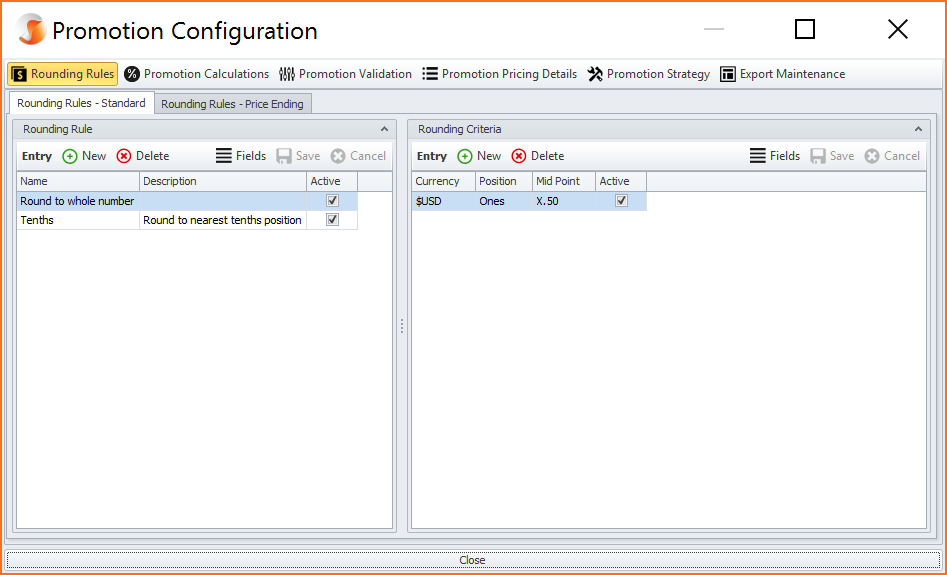 Promotion Configuration
Rounding Rules Promotion Calculations Promotion Validation Promotion Pricing Details Promotion Strategy Export Maintenance
Rounding Rules - Standard Rounding Rules - Price Ending
Rounding Rule
Entry New Delete Fields Save Cancel
Name Description Active
Round to whole number
Tenths Round to nearest tenths position
Rounding Criteria
Entry New Delete Fields Save Cancel
Currency Position Mid Point Active
$USD Ones X.50
Close